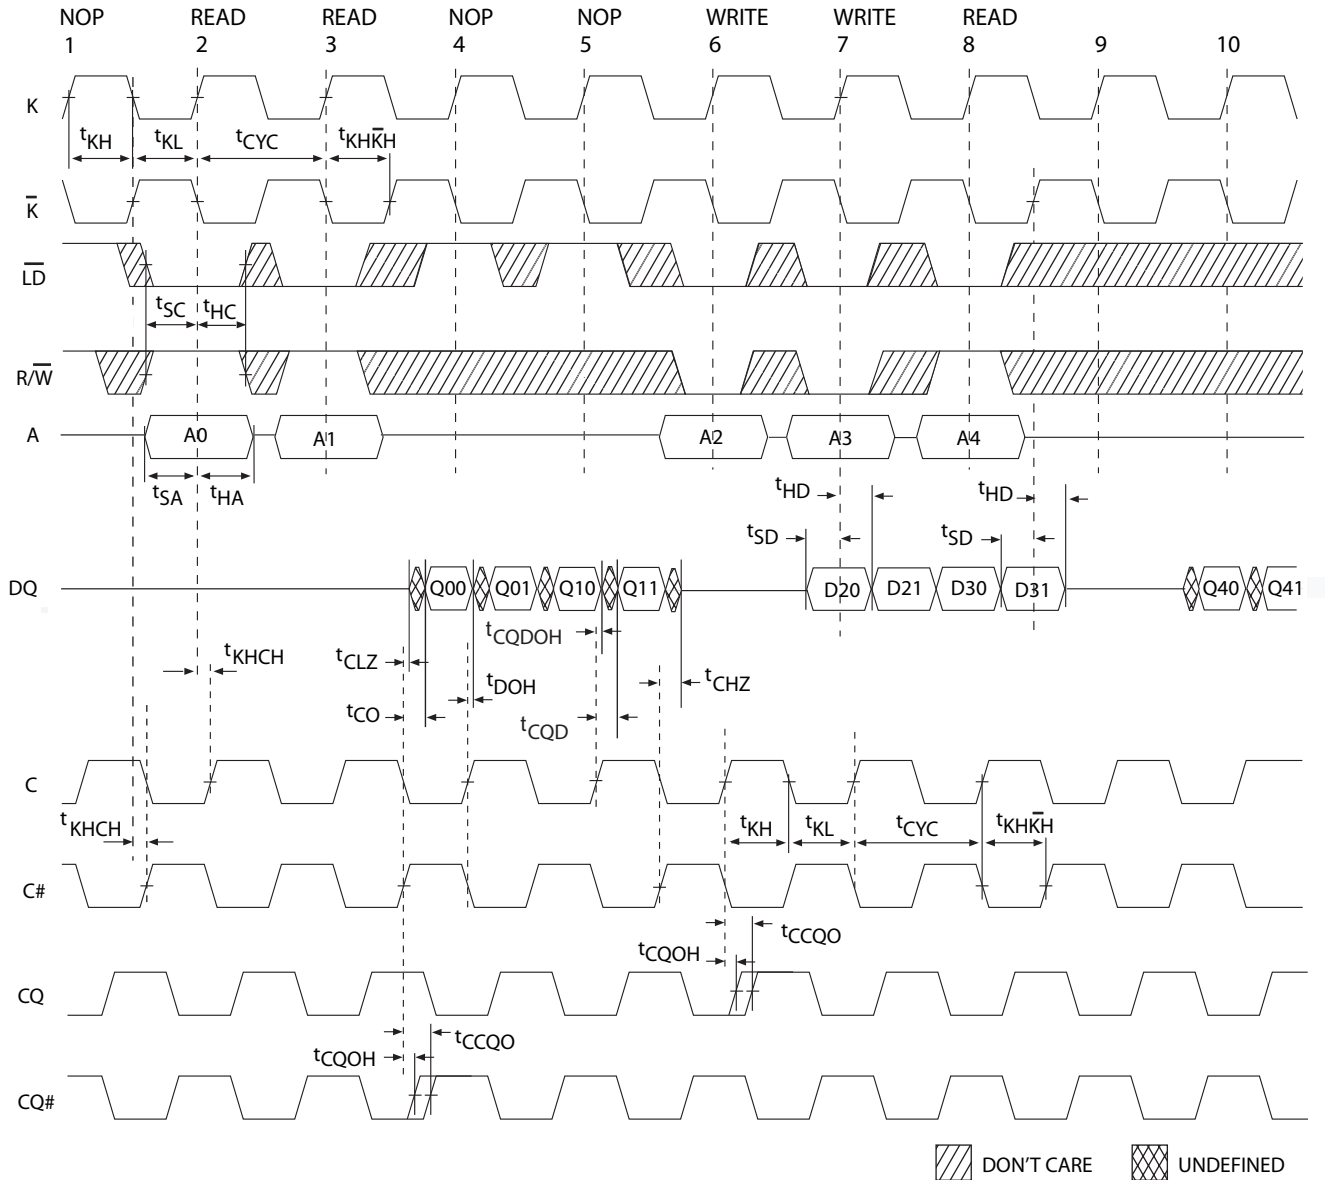 NOP READ READ NOP NOP WRITE WRITE READ
1 2 3 4 5 6 7 8 9 10
K
tKH tKL tCYC tKHK̅H
K̅
L̅D̅
tSC tHC
R/W̅
A A0 A1 A2 A3 A4
tSA tHA tHD tHD
tSD tSD
DQ Q00 Q01 Q10 Q11 D20 D21 D30 D31 Q40 Q41
tCQDOH
tKHCH tCLZ tDOH tCHZ
tCO tCQD
C
tKHCH tKH tKL tCYC tKHK̅H
C#
tCCQO
tCQOH
CQ
tCCQO
tCQOH
CQ#
DON'T CARE UNDEFINED